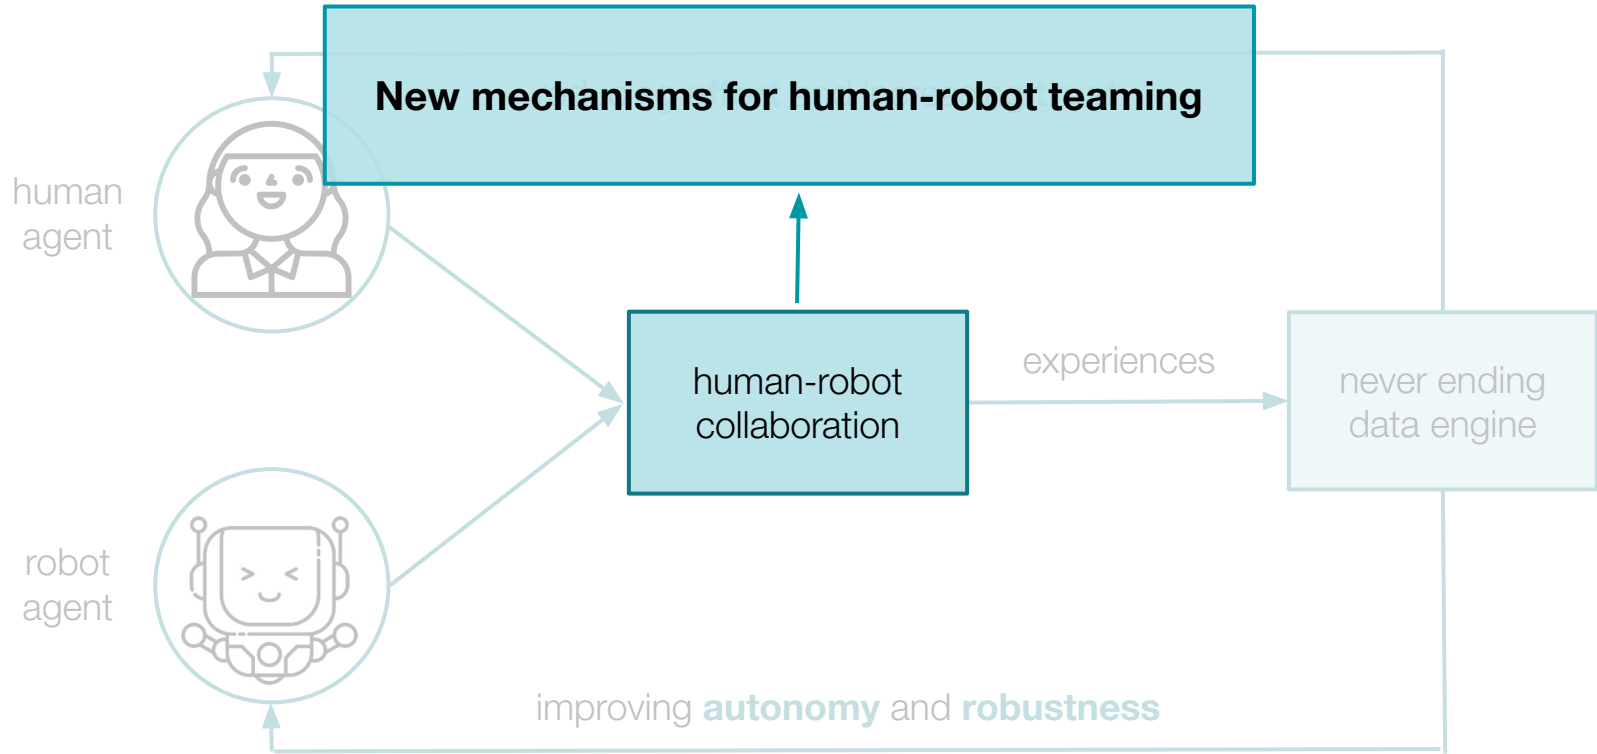 New mechanisms for human-robot teaming
human
agent
human-robot
collaboration
experiences
never ending
data engine
robot
agent
improving autonomy and robustness